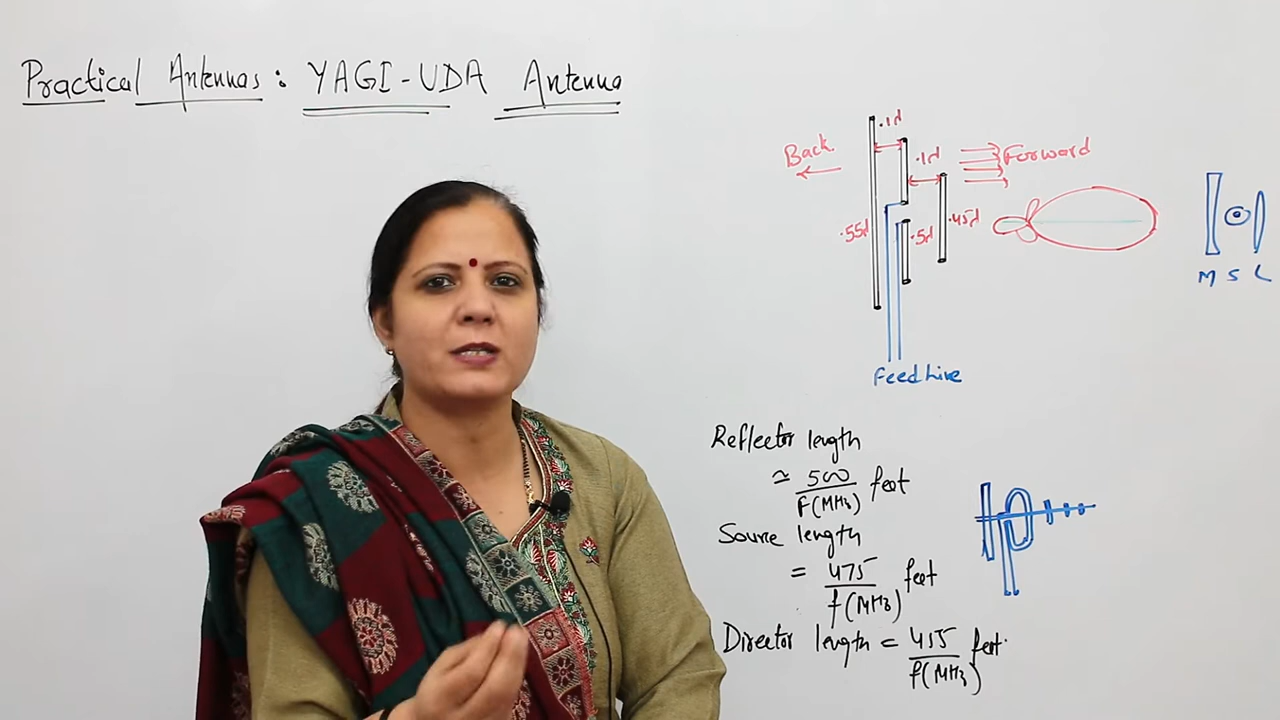 Practical Antennas : YAGI-UDA Antenna
.1λ
Back.
.1λ
Forward
.55λ
.5λ
.45λ
M S L
Feed Line
Reflector length
≃ 500 / F(MHz) feet
Source length
= 475 / f(MHz) feet
Director length = 455 / f(MHz) feet.